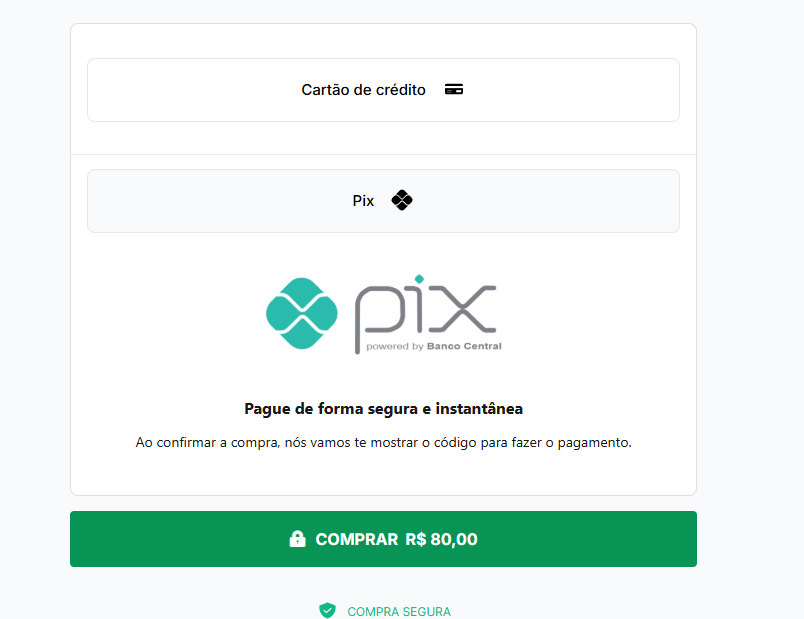 Cartão de crédito
Pix
pix
powered by Banco Central
Pague de forma segura e instantânea
Ao confirmar a compra, nós vamos te mostrar o código para fazer o pagamento.
COMPRAR R$ 80,00
COMPRA SEGURA